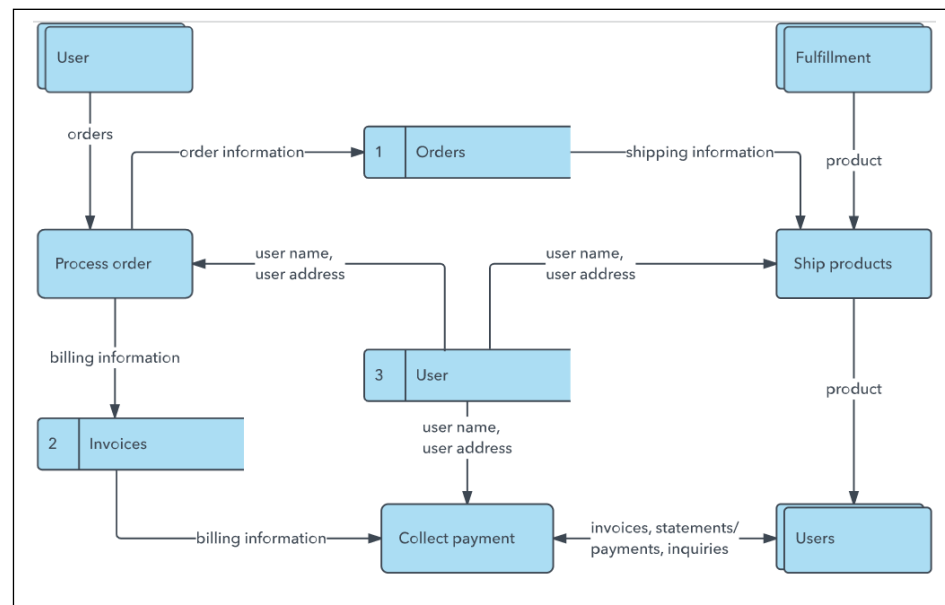 User
Fulfillment
orders
order information
1
Orders
shipping information
product
Process order
user name,
user address
user name,
user address
Ship products
billing information
3
User
product
2
Invoices
user name,
user address
billing information
Collect payment
invoices, statements/
payments, inquiries
Users